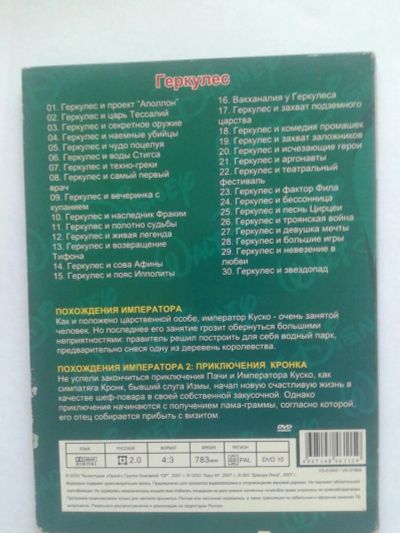 Геркулес
01. Геркулес и проект "Аполлон"
02. Геркулес и царь Тессалий
03. Геркулес и секретное оружие
04. Геркулес и наемные убийцы
05. Геркулес и чудо поцелуя
06. Геркулес и воды Стигса
07. Геркулес и техно-греки
08. Геркулес и самый первый
врач
09. Геркулес и вечеринка с
купанием
10. Геркулес и наследник Фракии
11. Геркулес и полотно судьбы
12. Геркулес и живая легенда
13. Геркулес и возвращение
Тифона
14. Геркулес и сова Афины
15. Геркулес и пояс Ипполиты
16. Вакханалия у Геркулеса
17. Геркулес и захват подземного
царства
18. Геркулес и комедия промашек
19. Геркулес и захват заложников
20. Геркулес и исчезающие герои
21. Геркулес и аргонавты
22. Геркулес и театральный
фестиваль
23. Геркулес и фактор Фила
24. Геркулес и бессонница
25. Геркулес и песнь Цирцеи
26. Геркулес и троянская война
27. Геркулес и девушка мечты
28. Геркулес и большие игры
29. Геркулес и невезение в
любви
30. Геркулес и звездопад
ПОХОЖДЕНИЯ ИМПЕРАТОРА
Как и положено царственной особе, император Куско - очень занятой
человек. Но последнее его занятие грозит обернуться большими
неприятностями: правитель решил построить для себя водный парк,
предварительно снеся одну из деревень королевства.
ПОХОЖДЕНИЯ ИМПЕРАТОРА 2: ПРИКЛЮЧЕНИЯ КРОНКА
Не успели закончиться приключения Пачи и Императора Куско, как
симпатяга Кронк, бывший слуга Измы, начал новую счастливую жизнь в
качестве шеф-повара в своей собственной закусочной. Однако
приключения начинаются с получением лама-граммы, согласно которой,
его отец собирается прибыть с визитом.
DVD
ЯЗЫК РУССКИЙ ФОРМАТ ВРЕМЯ РЕГИОН
DIGITAL 2.0 4:3 783мин PAL DVD 10